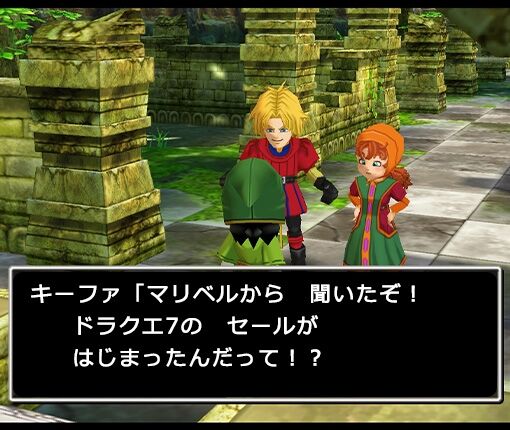 キーファ「マリベルから　聞いたぞ！
ドラクエ7の　セールが
はじまったんだって！？